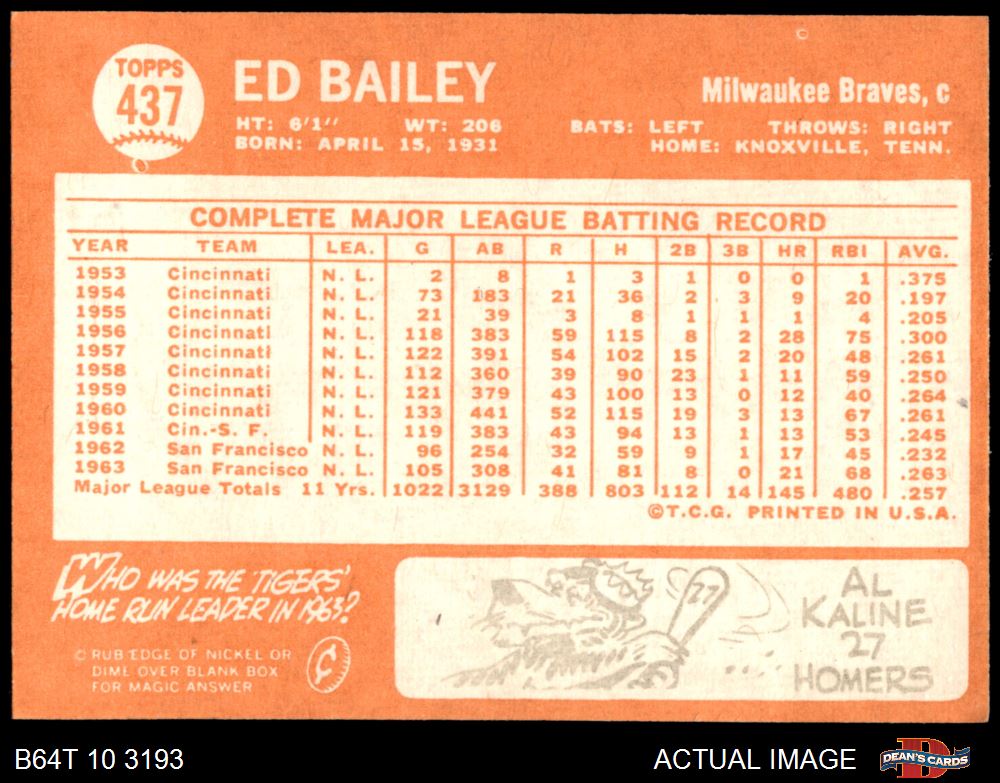 TOPPS
437
ED BAILEY
Milwaukee Braves, c
HT: 6'1" WT: 206 BATS: LEFT THROWS: RIGHT
BORN: APRIL 15, 1931 HOME: KNOXVILLE, TENN.
COMPLETE MAJOR LEAGUE BATTING RECORD
YEAR TEAM LEA. G AB R H 2B 3B HR RBI AVG.
1953 Cincinnati N. L. 2 8 1 3 1 0 0 1 .375
1954 Cincinnati N. L. 73 183 21 36 2 3 9 20 .197
1955 Cincinnati N. L. 21 39 3 8 1 1 1 4 .205
1956 Cincinnati N. L. 118 383 59 115 8 2 28 75 .300
1957 Cincinnati N. L. 122 391 54 102 15 2 20 48 .261
1958 Cincinnati N. L. 112 360 39 90 23 1 11 59 .250
1959 Cincinnati N. L. 121 379 43 100 13 0 12 40 .264
1960 Cincinnati N. L. 133 441 52 115 19 3 13 67 .261
1961 Cin.-S. F. N. L. 119 383 43 94 13 1 13 53 .245
1962 San Francisco N. L. 96 254 32 59 9 1 17 45 .232
1963 San Francisco N. L. 105 308 41 81 8 0 21 68 .263
Major League Totals 11 Yrs. 1022 3129 388 803 112 14 145 480 .257
©T.C.G. PRINTED IN U.S.A.
WHO WAS THE TIGERS'
HOME RUN LEADER IN 1963?
© RUB EDGE OF NICKEL OR
DIME OVER BLANK BOX
FOR MAGIC ANSWER
¢
27
AL
KALINE
27
HOMERS
B64T 10 3193
ACTUAL IMAGE
DEAN'S CARDS